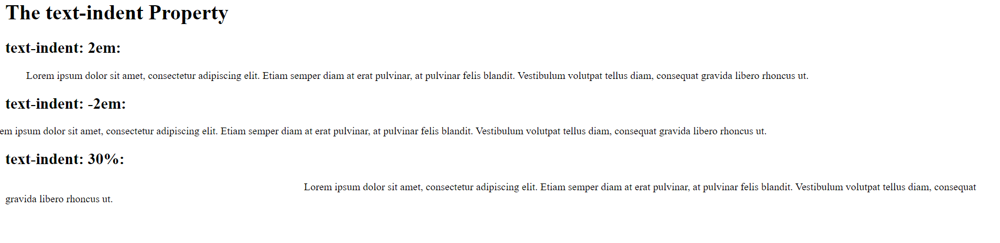 The text-indent Property
text-indent: 2em:
Lorem ipsum dolor sit amet, consectetur adipiscing elit. Etiam semper diam at erat pulvinar, at pulvinar felis blandit. Vestibulum volutpat tellus diam, consequat gravida libero rhoncus ut.
text-indent: -2em:
em ipsum dolor sit amet, consectetur adipiscing elit. Etiam semper diam at erat pulvinar, at pulvinar felis blandit. Vestibulum volutpat tellus diam, consequat gravida libero rhoncus ut.
text-indent: 30%:
Lorem ipsum dolor sit amet, consectetur adipiscing elit. Etiam semper diam at erat pulvinar, at pulvinar felis blandit. Vestibulum volutpat tellus diam, consequat
gravida libero rhoncus ut.